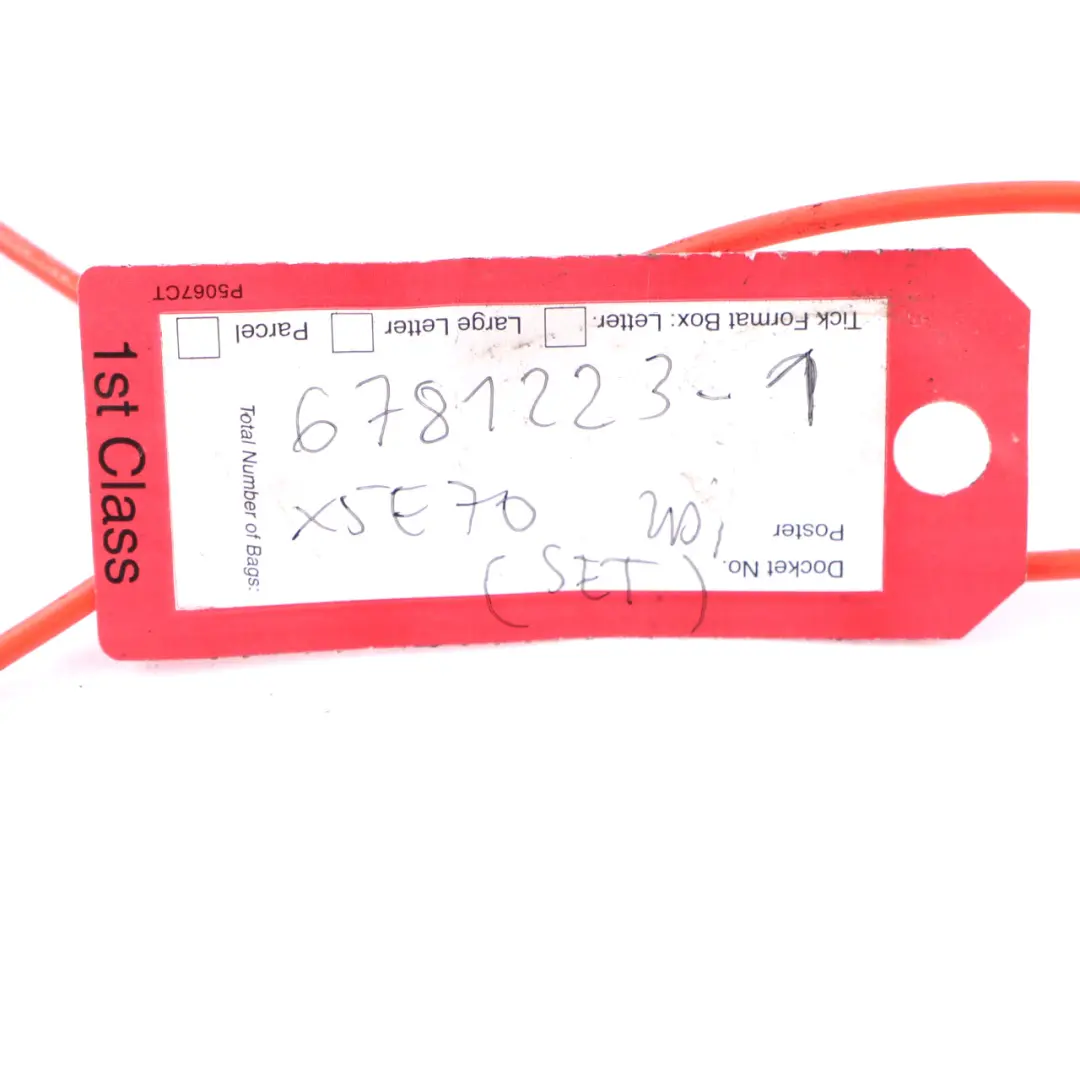 P5067CT
Tick Format Box: Letter. Large Letter Parcel
1st Class
Total Number of Bags:
6781223-1
X5E70
(SET)
Poster
Docket No.